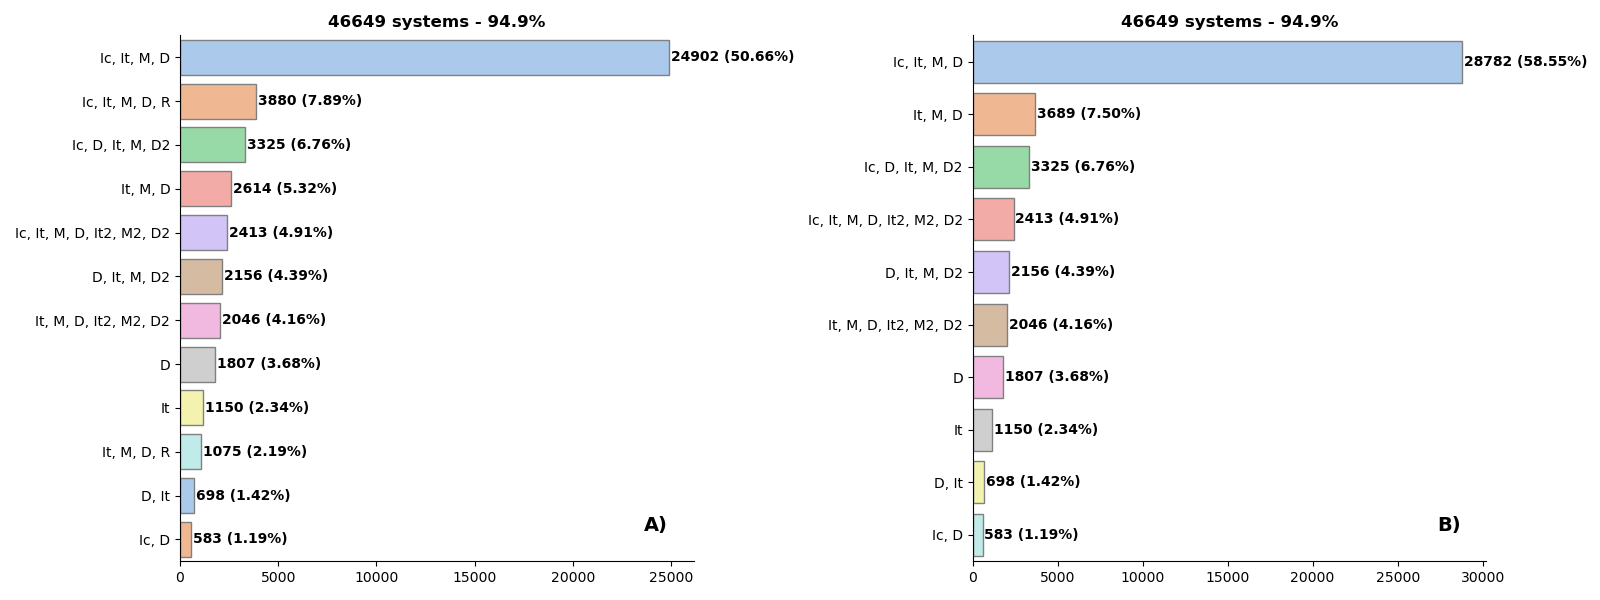 46649 systems - 94.9%
Ic, It, M, D
24902 (50.66%)
Ic, It, M, D, R
3880 (7.89%)
Ic, D, It, M, D2
3325 (6.76%)
It, M, D
2614 (5.32%)
Ic, It, M, D, It2, M2, D2
2413 (4.91%)
D, It, M, D2
2156 (4.39%)
It, M, D, It2, M2, D2
2046 (4.16%)
D
1807 (3.68%)
It
1150 (2.34%)
It, M, D, R
1075 (2.19%)
D, It
698 (1.42%)
Ic, D
583 (1.19%)
A)
0 5000 10000 15000 20000 25000
46649 systems - 94.9%
Ic, It, M, D
28782 (58.55%)
It, M, D
3689 (7.50%)
Ic, D, It, M, D2
3325 (6.76%)
Ic, It, M, D, It2, M2, D2
2413 (4.91%)
D, It, M, D2
2156 (4.39%)
It, M, D, It2, M2, D2
2046 (4.16%)
D
1807 (3.68%)
It
1150 (2.34%)
D, It
698 (1.42%)
Ic, D
583 (1.19%)
B)
0 5000 10000 15000 20000 25000 30000